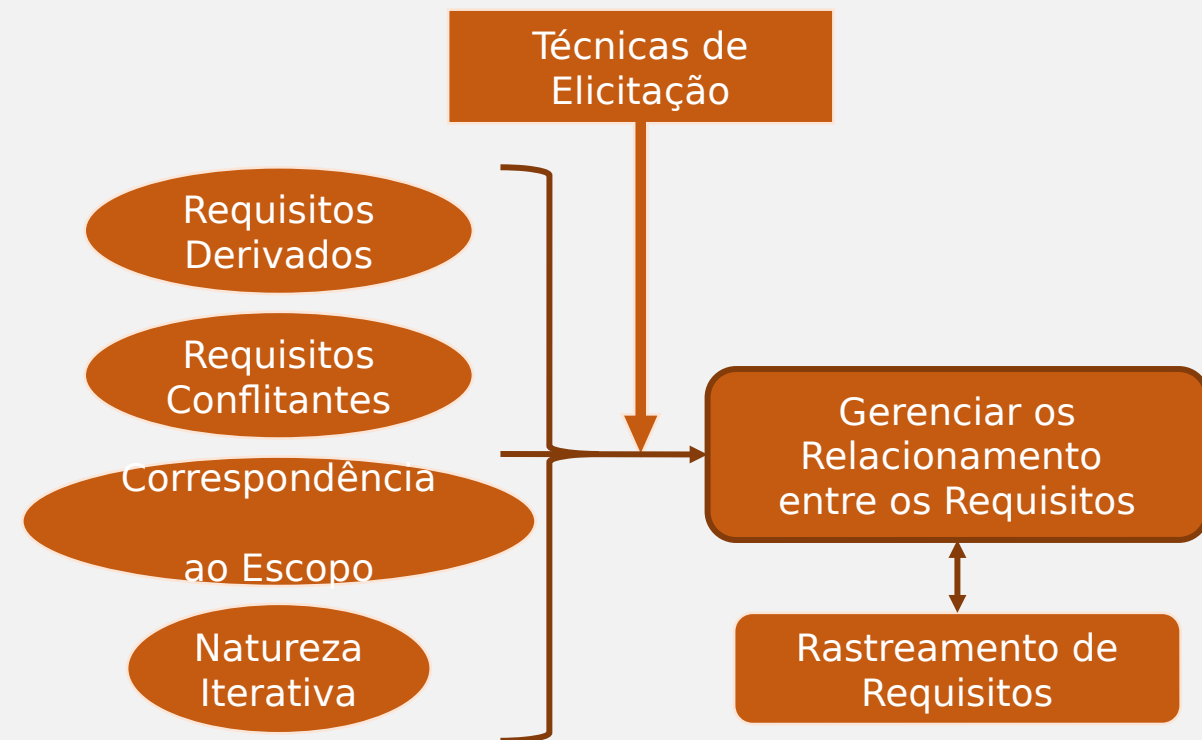 Técnicas de
Elicitação
Requisitos
Derivados
Requisitos
Conflitantes
Correspondência
ao Escopo
Natureza
Iterativa
Gerenciar os
Relacionamento
entre os Requisitos
Rastreamento de
Requisitos